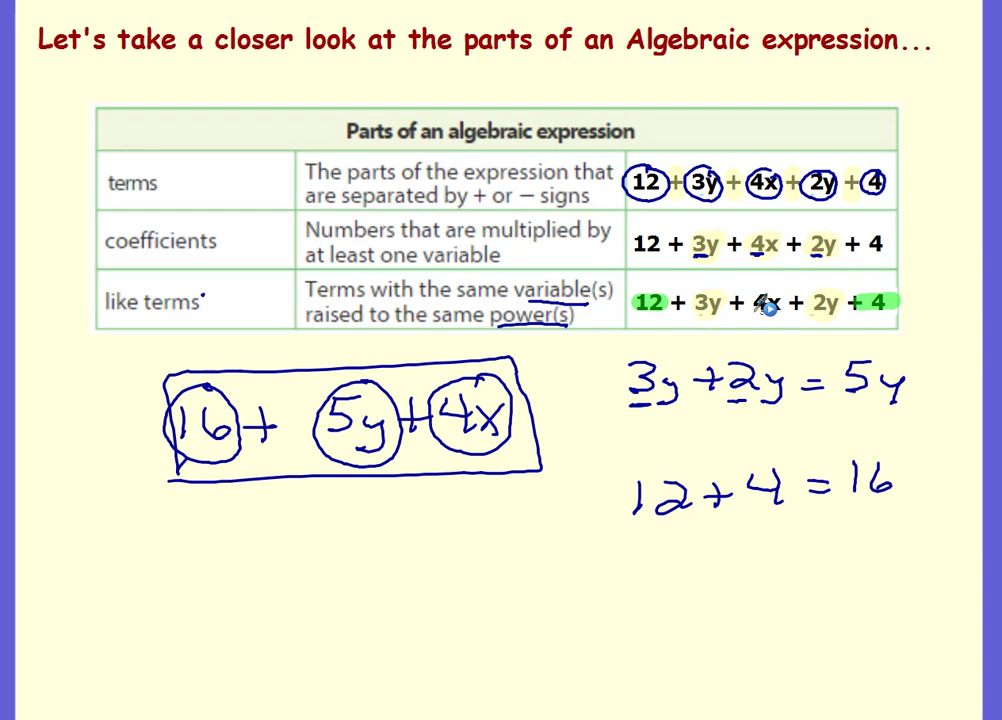 Let's take a closer look at the parts of an Algebraic expression...
Parts of an algebraic expression
terms
The parts of the expression that
are separated by + or − signs
12 + 3y + 4x + 2y + 4
coefficients
Numbers that are multiplied by
at least one variable
12 + 3y + 4x + 2y + 4
like terms
Terms with the same variable(s)
raised to the same power(s)
12 + 3y + 4x + 2y + 4
16 + 5y + 4x
3y + 2y = 5y
12 + 4 = 16